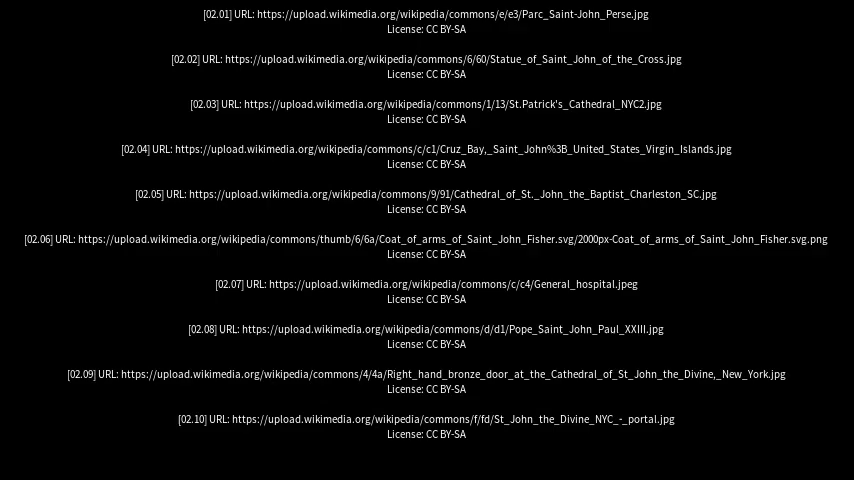 [02.01] URL: https://upload.wikimedia.org/wikipedia/commons/e/e3/Parc_Saint-John_Perse.jpg
License: CC BY-SA
[02.02] URL: https://upload.wikimedia.org/wikipedia/commons/6/60/Statue_of_Saint_John_of_the_Cross.jpg
License: CC BY-SA
[02.03] URL: https://upload.wikimedia.org/wikipedia/commons/1/13/St.Patrick's_Cathedral_NYC2.jpg
License: CC BY-SA
[02.04] URL: https://upload.wikimedia.org/wikipedia/commons/c/c1/Cruz_Bay,_Saint_John%3B_United_States_Virgin_Islands.jpg
License: CC BY-SA
[02.05] URL: https://upload.wikimedia.org/wikipedia/commons/9/91/Cathedral_of_St._John_the_Baptist_Charleston_SC.jpg
License: CC BY-SA
[02.06] URL: https://upload.wikimedia.org/wikipedia/commons/thumb/6/6a/Coat_of_arms_of_Saint_John_Fisher.svg/2000px-Coat_of_arms_of_Saint_John_Fisher.svg.png
License: CC BY-SA
[02.07] URL: https://upload.wikimedia.org/wikipedia/commons/c/c4/General_hospital.jpeg
License: CC BY-SA
[02.08] URL: https://upload.wikimedia.org/wikipedia/commons/d/d1/Pope_Saint_John_Paul_XXIII.jpg
License: CC BY-SA
[02.09] URL: https://upload.wikimedia.org/wikipedia/commons/4/4a/Right_hand_bronze_door_at_the_Cathedral_of_St_John_the_Divine,_New_York.jpg
License: CC BY-SA
[02.10] URL: https://upload.wikimedia.org/wikipedia/commons/f/fd/St_John_the_Divine_NYC_-_portal.jpg
License: CC BY-SA